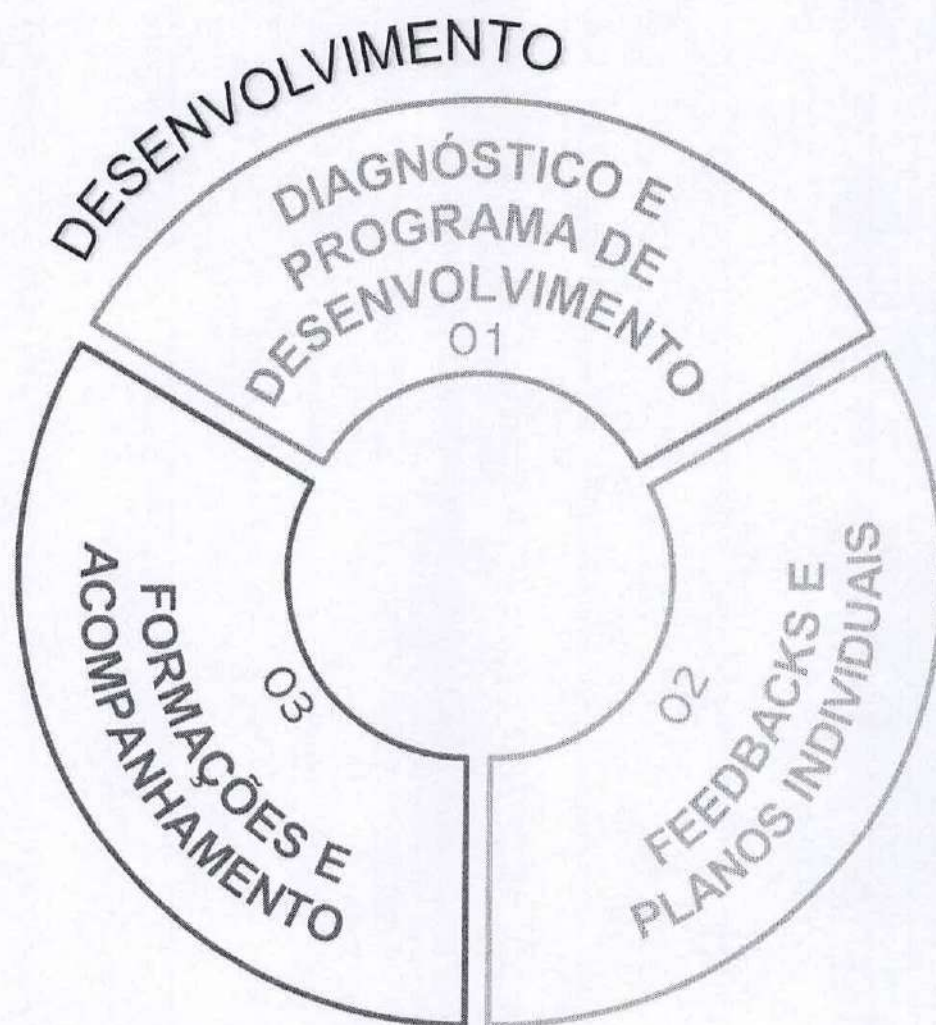 DESENVOLVIMENTO
DIAGNÓSTICO E
PROGRAMA DE
DESENVOLVIMENTO
01
FEEDBACKS E
PLANOS INDIVIDUAIS
02
FORMAÇÕES E
ACOMPANHAMENTO
03